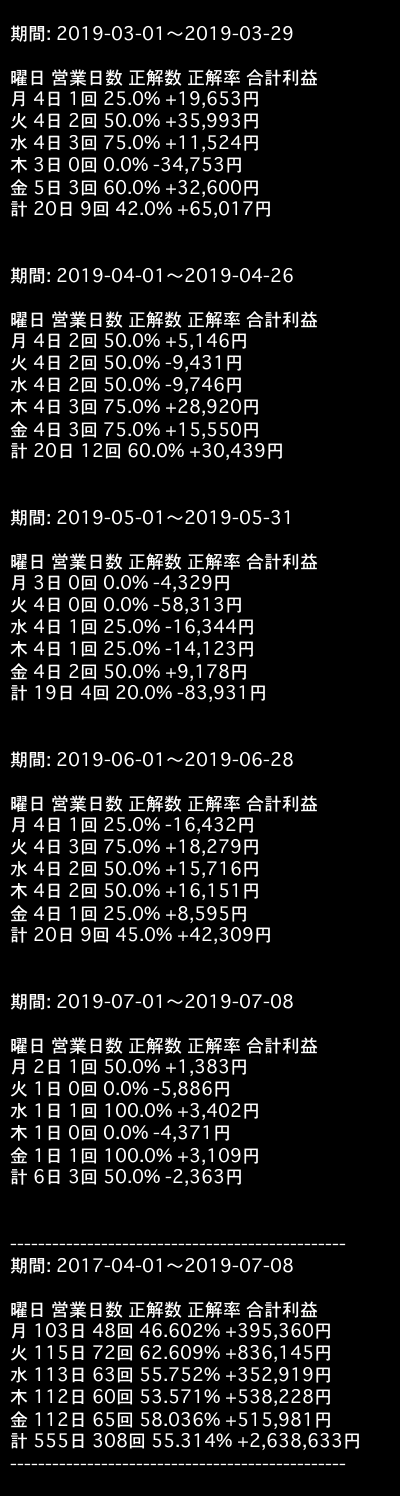 期間: 2019-03-01〜2019-03-29
曜日 営業日数 正解数 正解率 合計利益
月 4日 1回 25.0% +19,653円
火 4日 2回 50.0% +35,993円
水 4日 3回 75.0% +11,524円
木 3日 0回 0.0% -34,753円
金 5日 3回 60.0% +32,600円
計 20日 9回 42.0% +65,017円
期間: 2019-04-01〜2019-04-26
曜日 営業日数 正解数 正解率 合計利益
月 4日 2回 50.0% +5,146円
火 4日 2回 50.0% -9,431円
水 4日 2回 50.0% -9,746円
木 4日 3回 75.0% +28,920円
金 4日 3回 75.0% +15,550円
計 20日 12回 60.0% +30,439円
期間: 2019-05-01〜2019-05-31
曜日 営業日数 正解数 正解率 合計利益
月 3日 0回 0.0% -4,329円
火 4日 0回 0.0% -58,313円
水 4日 1回 25.0% -16,344円
木 4日 1回 25.0% -14,123円
金 4日 2回 50.0% +9,178円
計 19日 4回 20.0% -83,931円
期間: 2019-06-01〜2019-06-28
曜日 営業日数 正解数 正解率 合計利益
月 4日 1回 25.0% -16,432円
火 4日 3回 75.0% +18,279円
水 4日 2回 50.0% +15,716円
木 4日 2回 50.0% +16,151円
金 4日 1回 25.0% +8,595円
計 20日 9回 45.0% +42,309円
期間: 2019-07-01〜2019-07-08
曜日 営業日数 正解数 正解率 合計利益
月 2日 1回 50.0% +1,383円
火 1日 0回 0.0% -5,886円
水 1日 1回 100.0% +3,402円
木 1日 0回 0.0% -4,371円
金 1日 1回 100.0% +3,109円
計 6日 3回 50.0% -2,363円
------------------------------------------------
期間: 2017-04-01〜2019-07-08
曜日 営業日数 正解数 正解率 合計利益
月 103日 48回 46.602% +395,360円
火 115日 72回 62.609% +836,145円
水 113日 63回 55.752% +352,919円
木 112日 60回 53.571% +538,228円
金 112日 65回 58.036% +515,981円
計 555日 308回 55.314% +2,638,633円
------------------------------------------------